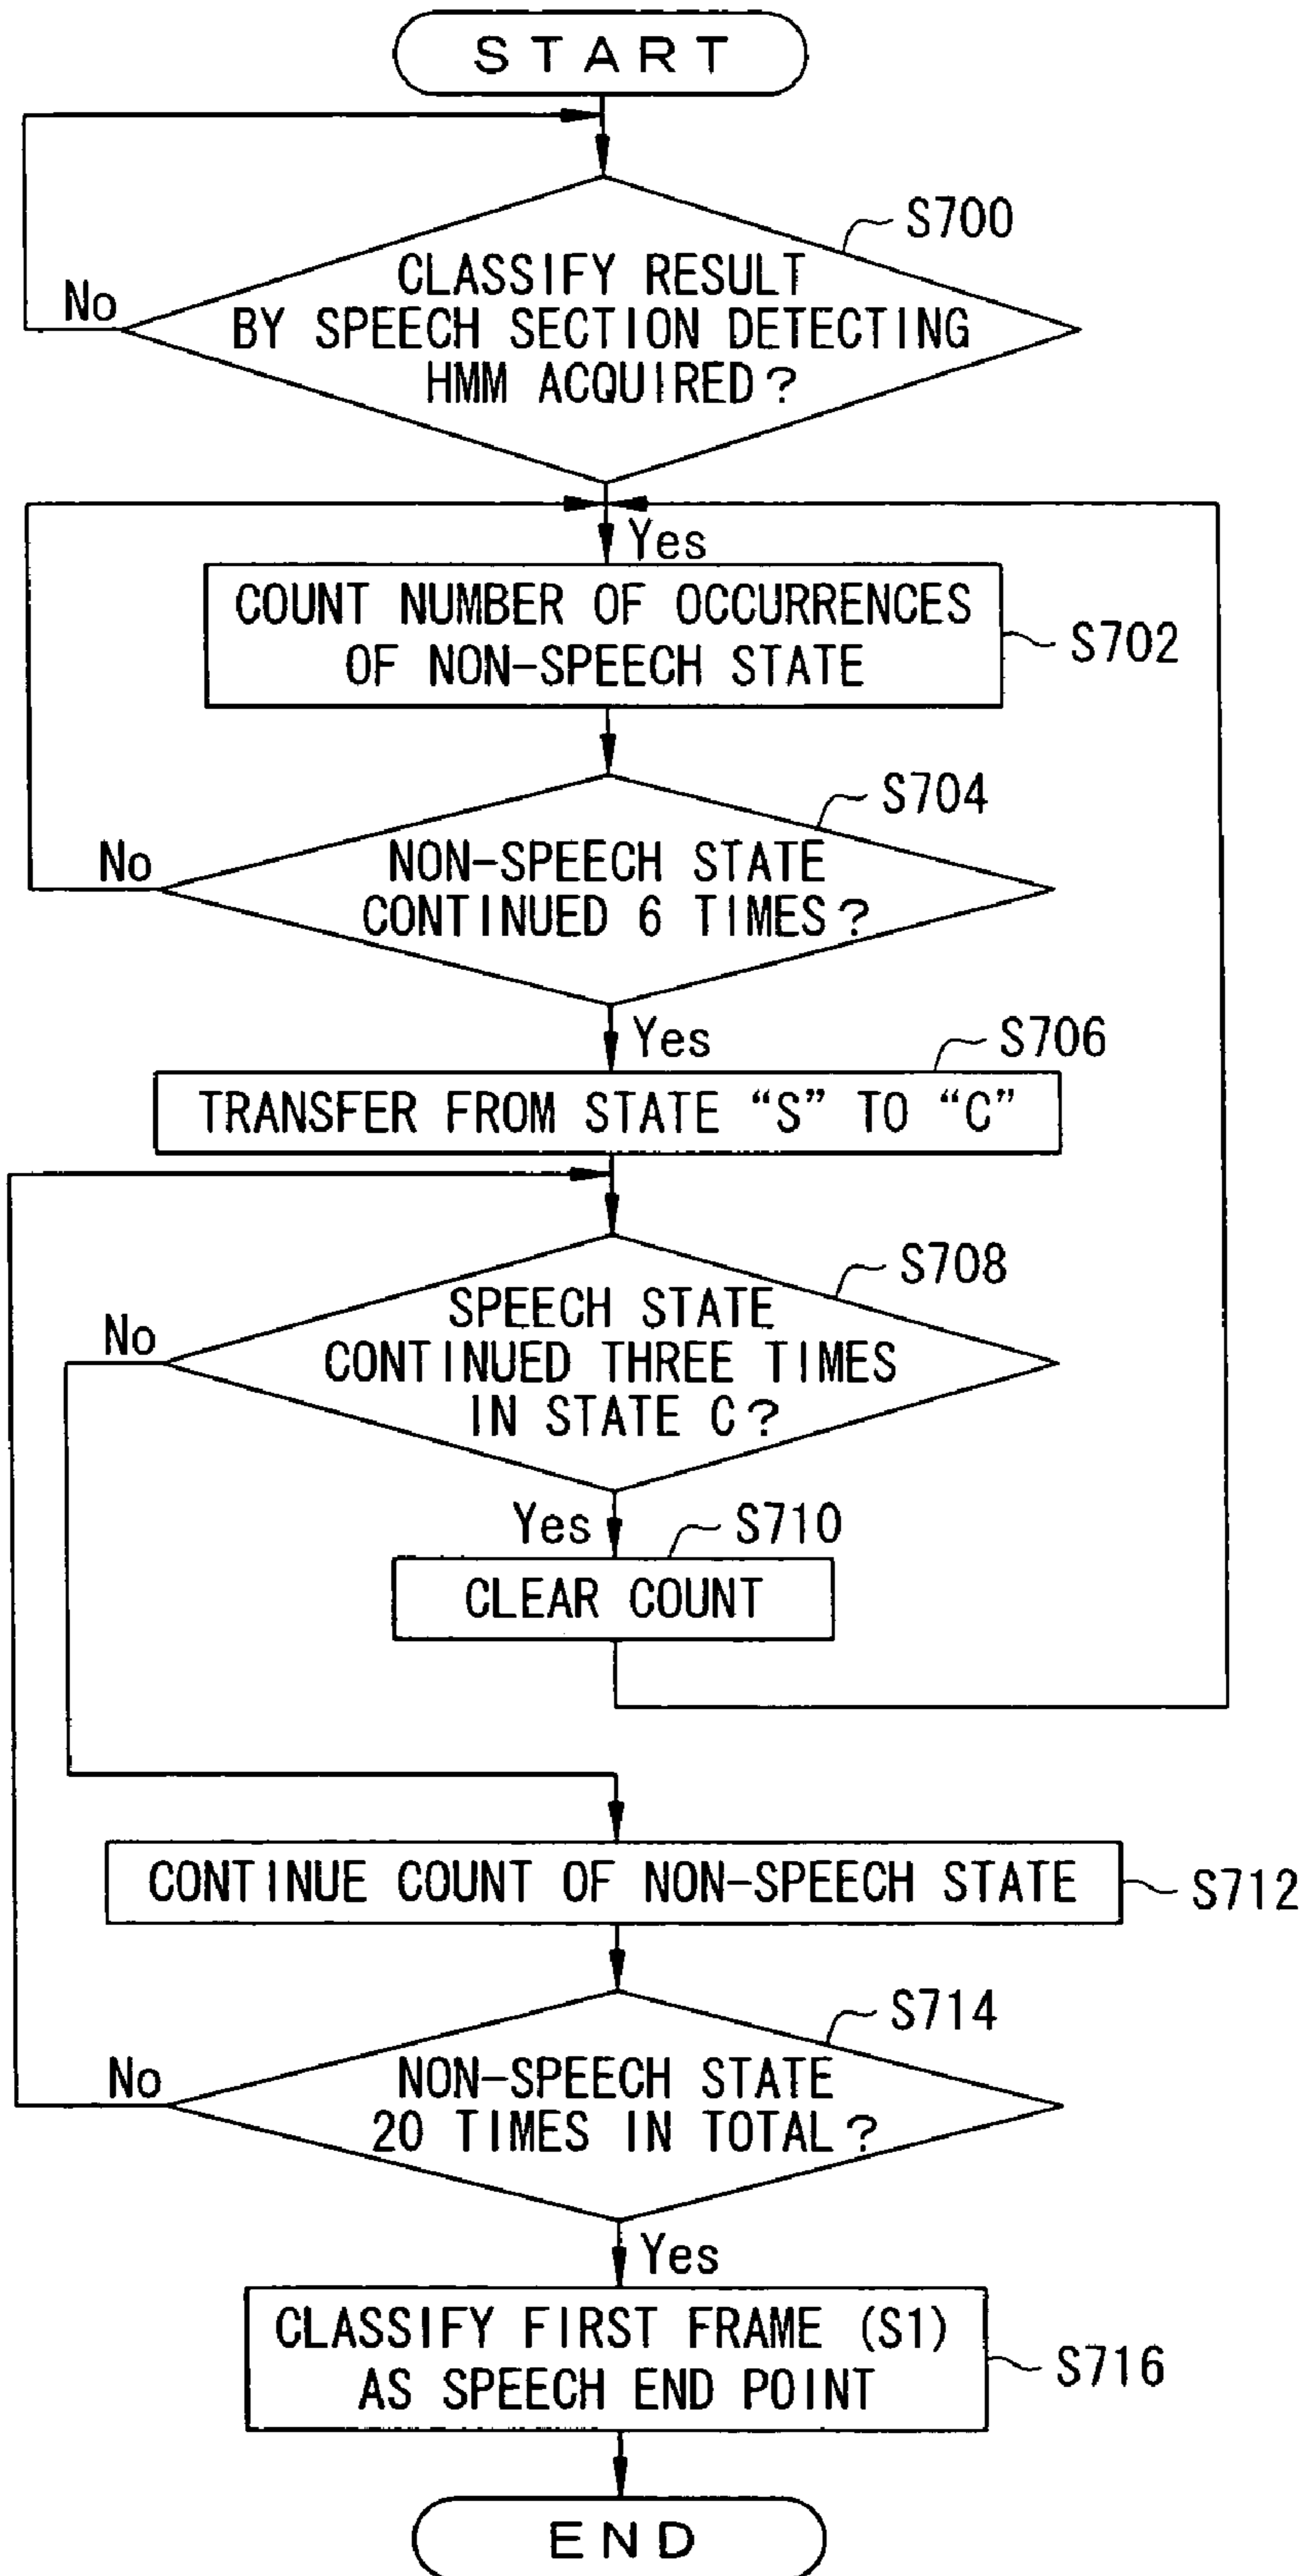 START
S700
CLASSIFY RESULT
BY SPEECH SECTION DETECTING
HMM ACQUIRED?
No
Yes
COUNT NUMBER OF OCCURRENCES
OF NON-SPEECH STATE
S702
S704
NON-SPEECH STATE
CONTINUED 6 TIMES?
No
Yes
S706
TRANSFER FROM STATE “S” TO “C”
S708
SPEECH STATE
CONTINUED THREE TIMES
IN STATE C?
No
Yes
S710
CLEAR COUNT
CONTINUE COUNT OF NON-SPEECH STATE
S712
S714
NON-SPEECH STATE
20 TIMES IN TOTAL?
No
Yes
CLASSIFY FIRST FRAME (S1)
AS SPEECH END POINT
S716
END